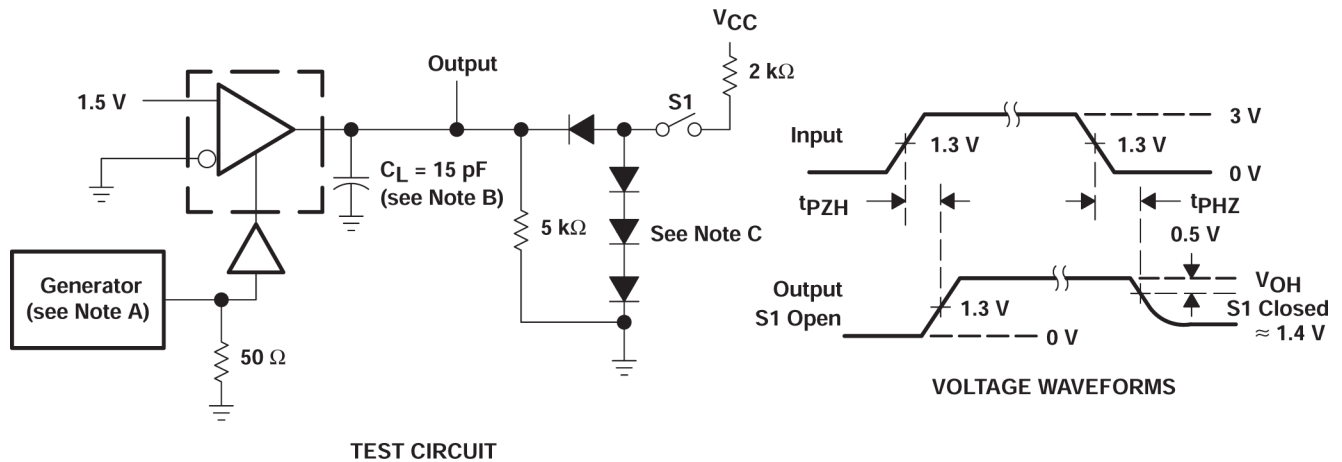 VCC
2 kΩ
Output
S1
1.5 V
CL = 15 pF
(see Note B)
5 kΩ
See Note C
Generator
(see Note A)
50 Ω
TEST CIRCUIT
3 V
Input
1.3 V
1.3 V
0 V
tPZH
tPHZ
0.5 V
VOH
Output
S1 Open
S1 Closed
≈ 1.4 V
1.3 V
0 V
VOLTAGE WAVEFORMS